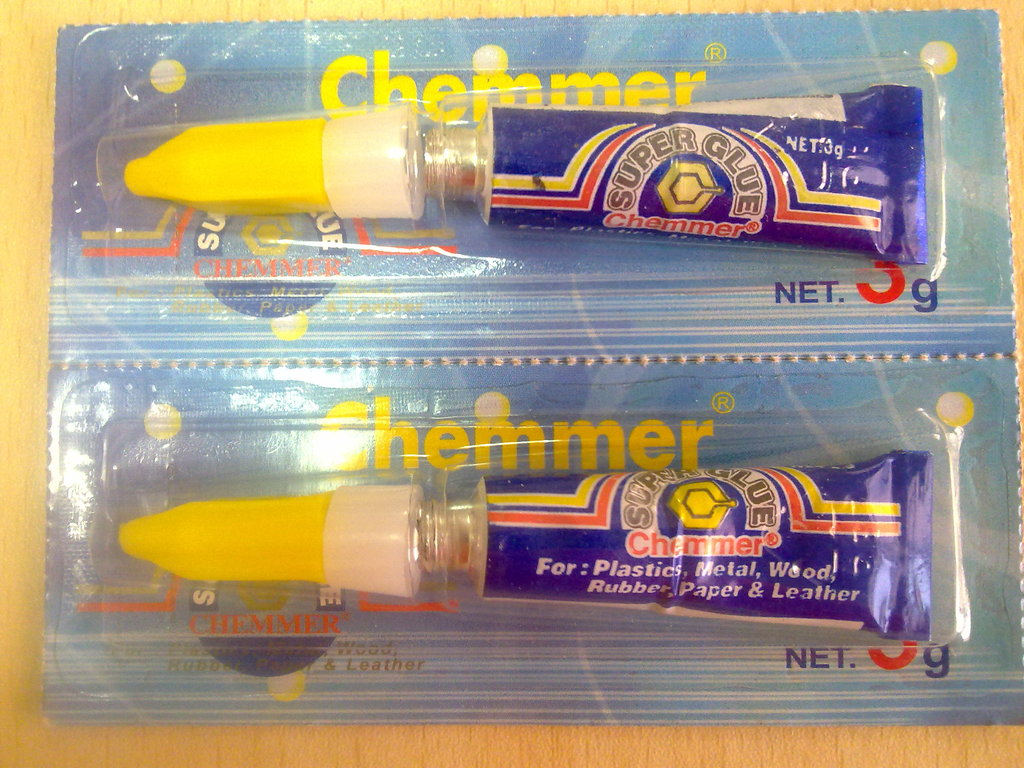 Chemmer®
SUPER GLUE
Chemmer®
NET.3g
CHEMMER®
NET. 3g
Chemmer®
SUPER GLUE
Chemmer®
For : Plastics, Metal, Wood,
Rubber, Paper & Leather
CHEMMER®
Wood,
Rubber, Paper & Leather
NET. 3g